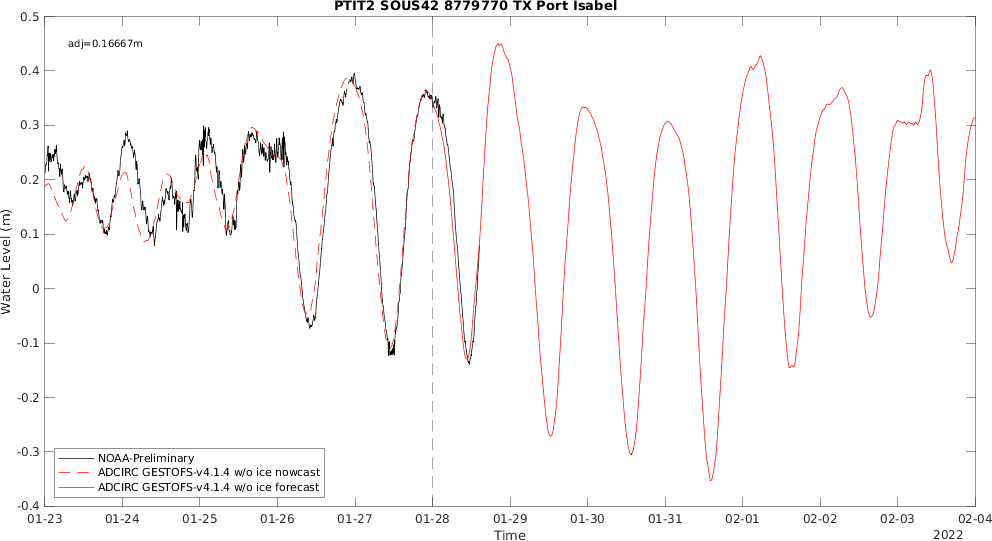 PTIT2 SOUS42 8779770 TX Port Isabel
adj=0.16667m
0.5
0.4
0.3
0.2
0.1
0
-0.1
-0.2
-0.3
-0.4
Water Level (m)
NOAA-Preliminary
ADCIRC GESTOFS-v4.1.4 w/o ice nowcast
ADCIRC GESTOFS-v4.1.4 w/o ice forecast
01-23 01-24 01-25 01-26 01-27 01-28 01-29 01-30 01-31 02-01 02-02 02-03 02-04
Time
2022